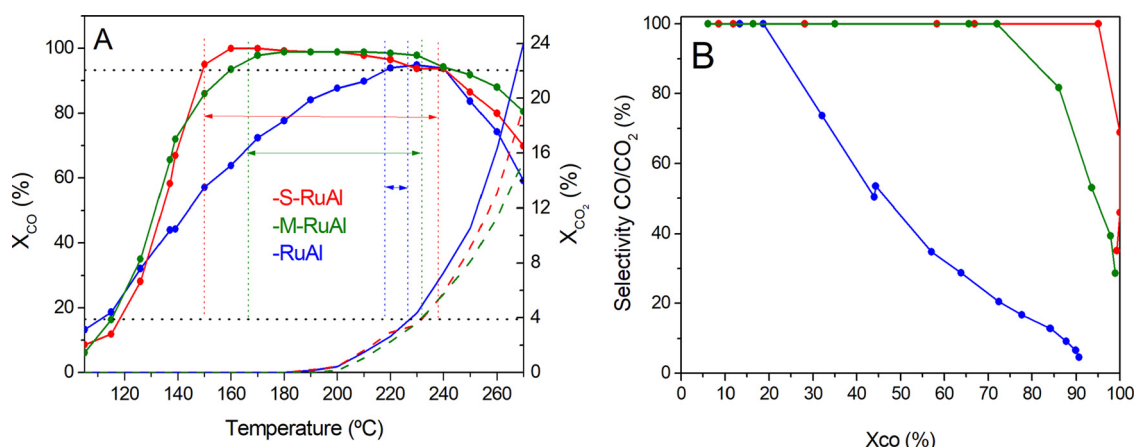 A
B
X_CO (%)
100
80
60
40
20
0
24
20
16
12
8
4
0
X_CO₂ (%)
-S-RuAl
-M-RuAl
-RuAl
120 140 160 180 200 220 240 260
Temperature (ºC)
Selectivity CO/CO₂ (%)
100
80
60
40
20
0
0 10 20 30 40 50 60 70 80 90 100
Xco (%)